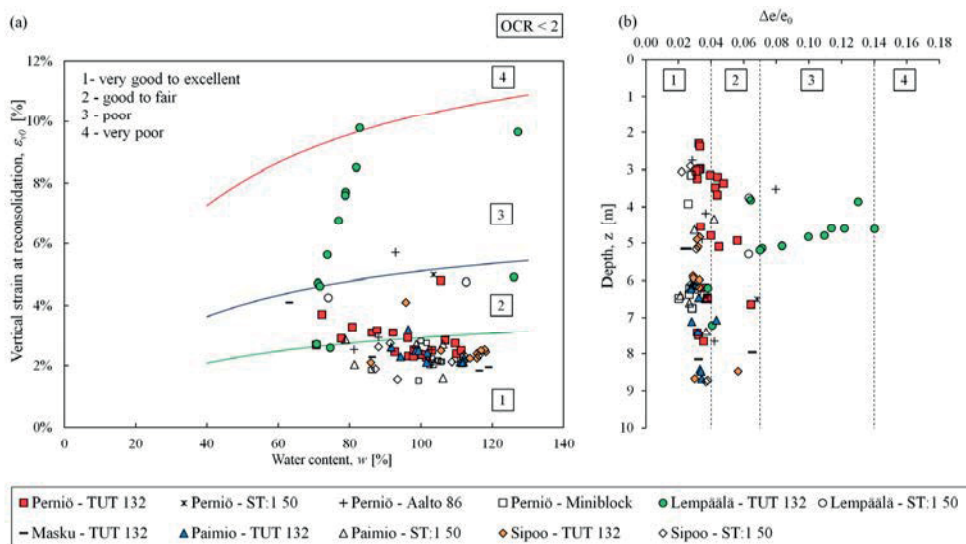 (a)
OCR < 2
12%
10%
8%
6%
4%
2%
0%
Vertical strain at reconsolidation, εv0 [%]
1- very good to excellent
2 - good to fair
3 - poor
4 - very poor
4
3
2
1
0 20 40 60 80 100 120 140
Water content, w [%]
(b)
Δe/e0
0.00 0.02 0.04 0.06 0.08 0.10 0.12 0.14 0.16 0.18
1 2 3 4
0
1
2
3
4
5
6
7
8
9
10
Depth, z [m]
Perniö - TUT 132 Perniö - ST:1 50 Perniö - Aalto 86 Perniö - Miniblock Lempäälä - TUT 132 Lempäälä - ST:1 50
Masku - TUT 132 Paimio - TUT 132 Paimio - ST:1 50 Sipoo - TUT 132 Sipoo - ST:1 50